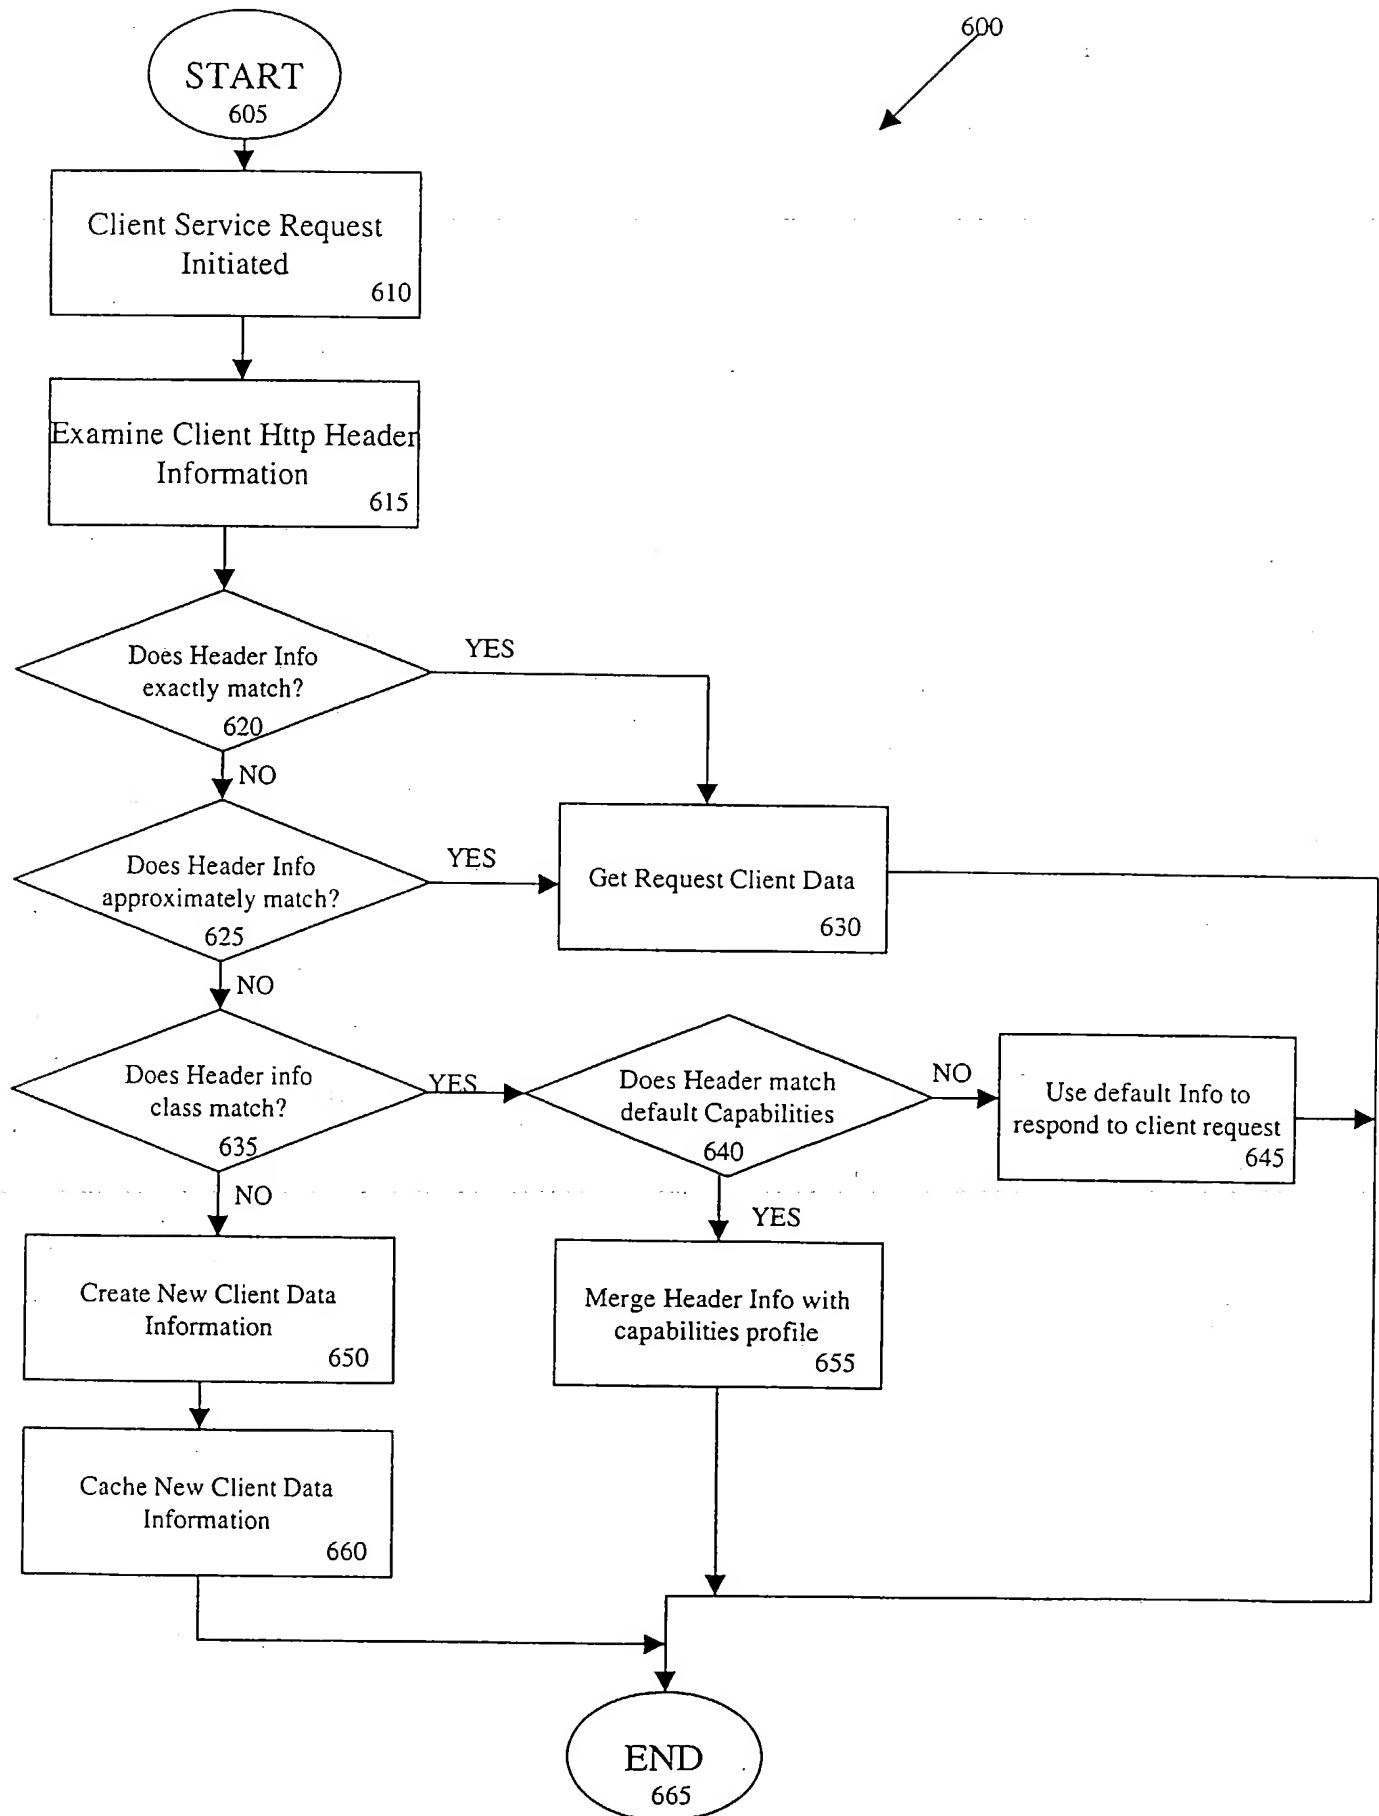 600
START
605
Client Service Request
Initiated
610
Examine Client Http Header
Information
615
Does Header Info
exactly match?
620
YES
NO
Does Header Info
approximately match?
625
YES
Get Request Client Data
630
NO
Does Header info
class match?
635
YES
Does Header match
default Capabilities
640
NO
Use default Info to
respond to client request
645
NO
YES
Create New Client Data
Information
650
Merge Header Info with
capabilities profile
655
Cache New Client Data
Information
660
END
665